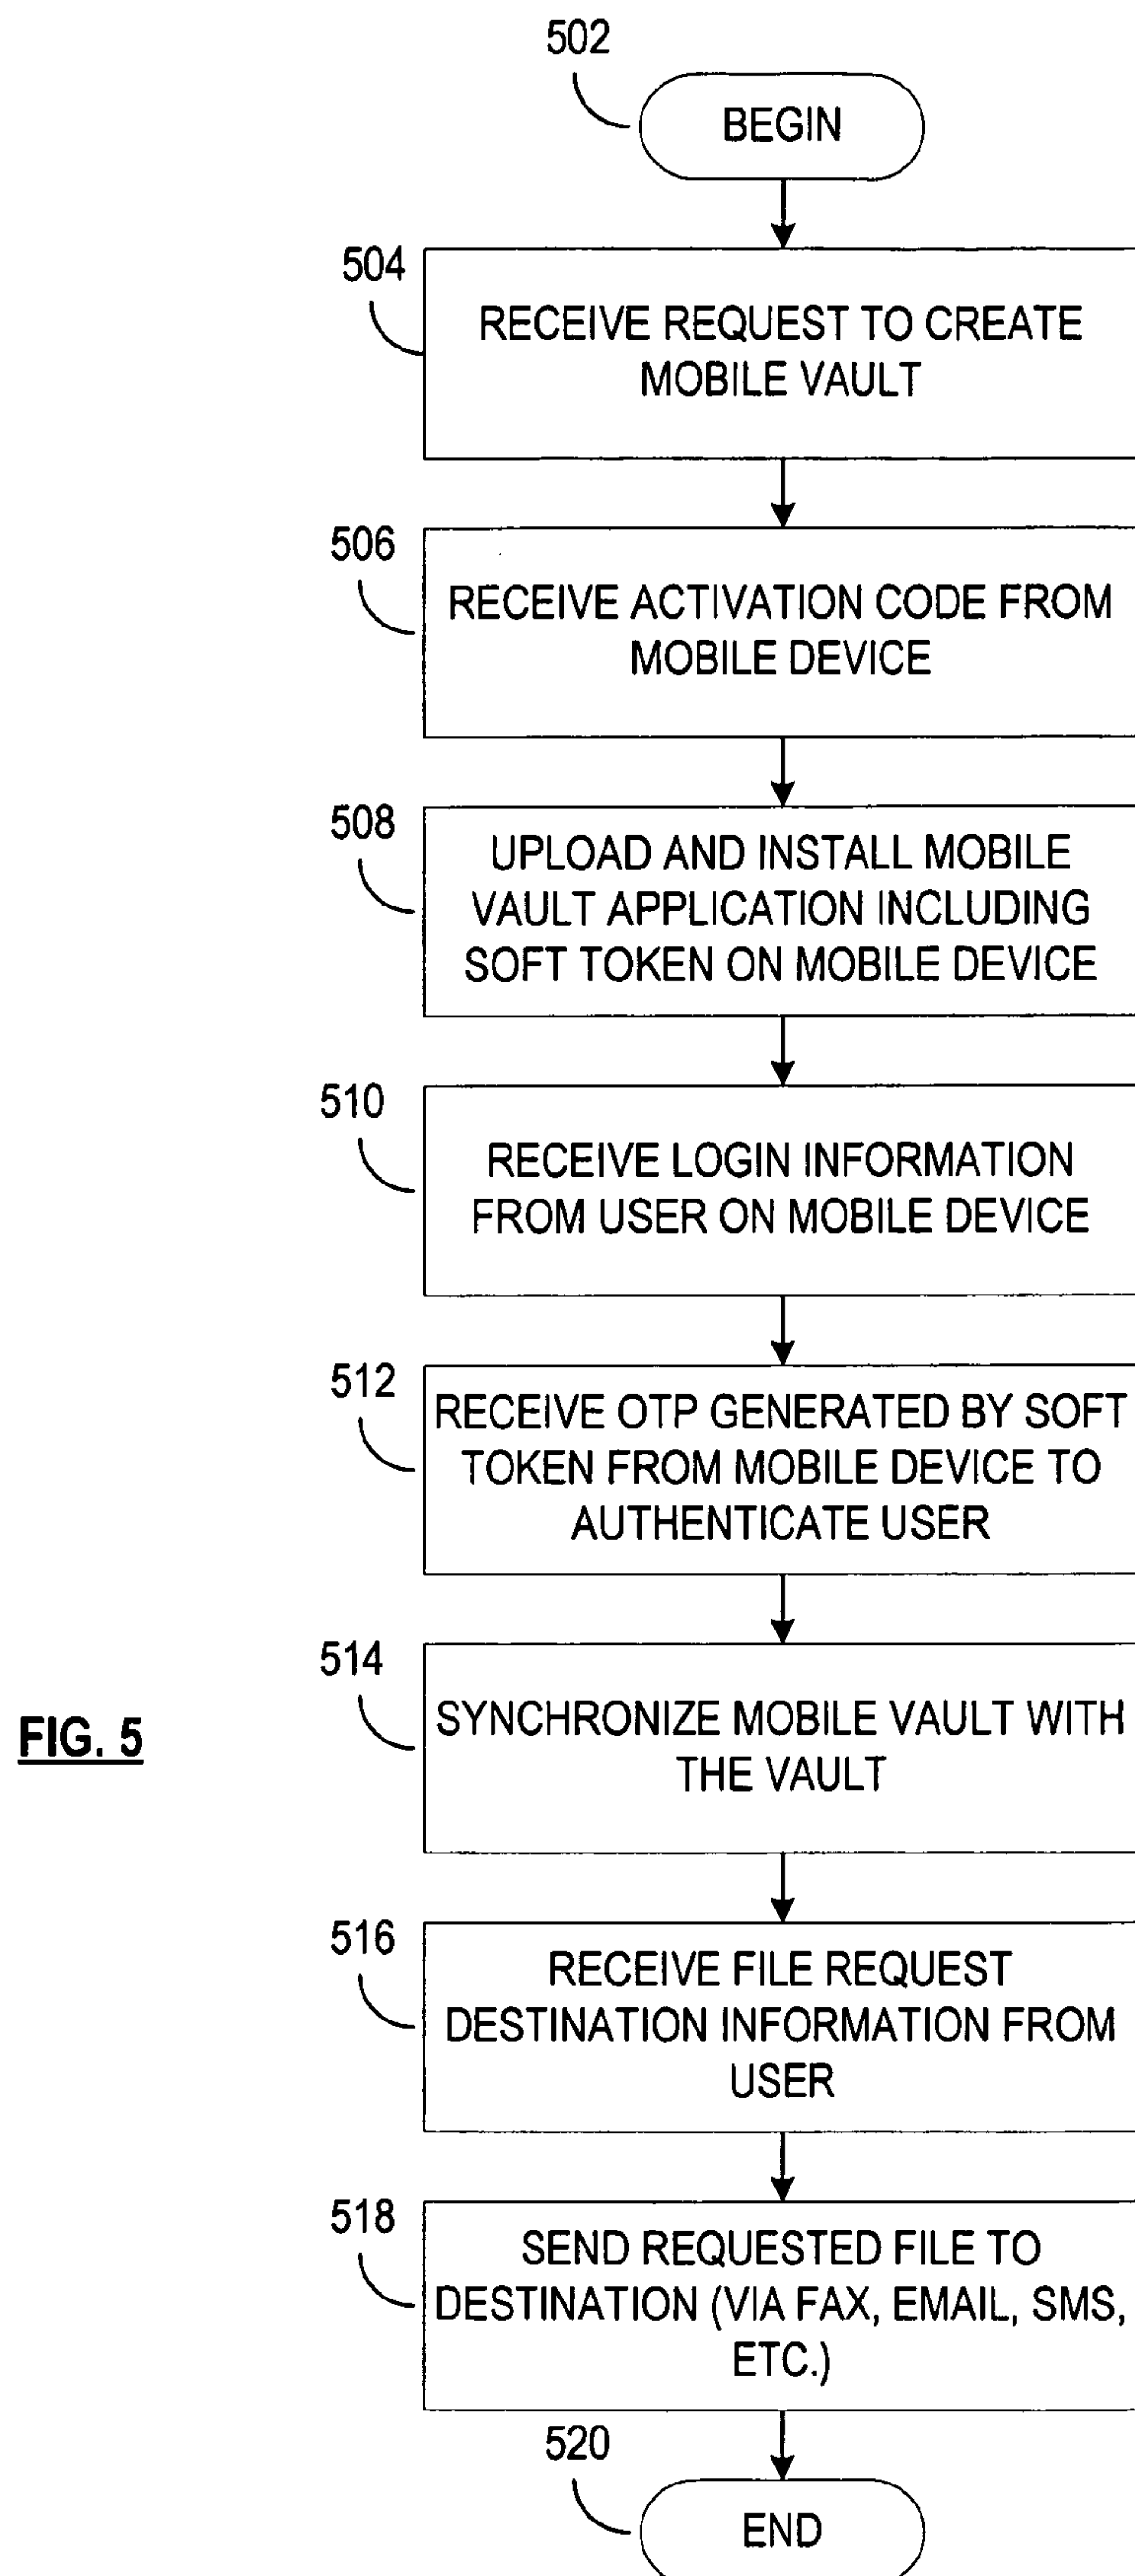 502
BEGIN
504
RECEIVE REQUEST TO CREATE
MOBILE VAULT
506
RECEIVE ACTIVATION CODE FROM
MOBILE DEVICE
508
UPLOAD AND INSTALL MOBILE
VAULT APPLICATION INCLUDING
SOFT TOKEN ON MOBILE DEVICE
510
RECEIVE LOGIN INFORMATION
FROM USER ON MOBILE DEVICE
512
RECEIVE OTP GENERATED BY SOFT
TOKEN FROM MOBILE DEVICE TO
AUTHENTICATE USER
514
SYNCHRONIZE MOBILE VAULT WITH
THE VAULT
FIG. 5
516
RECEIVE FILE REQUEST
DESTINATION INFORMATION FROM
USER
518
SEND REQUESTED FILE TO
DESTINATION (VIA FAX, EMAIL, SMS,
ETC.)
520
END